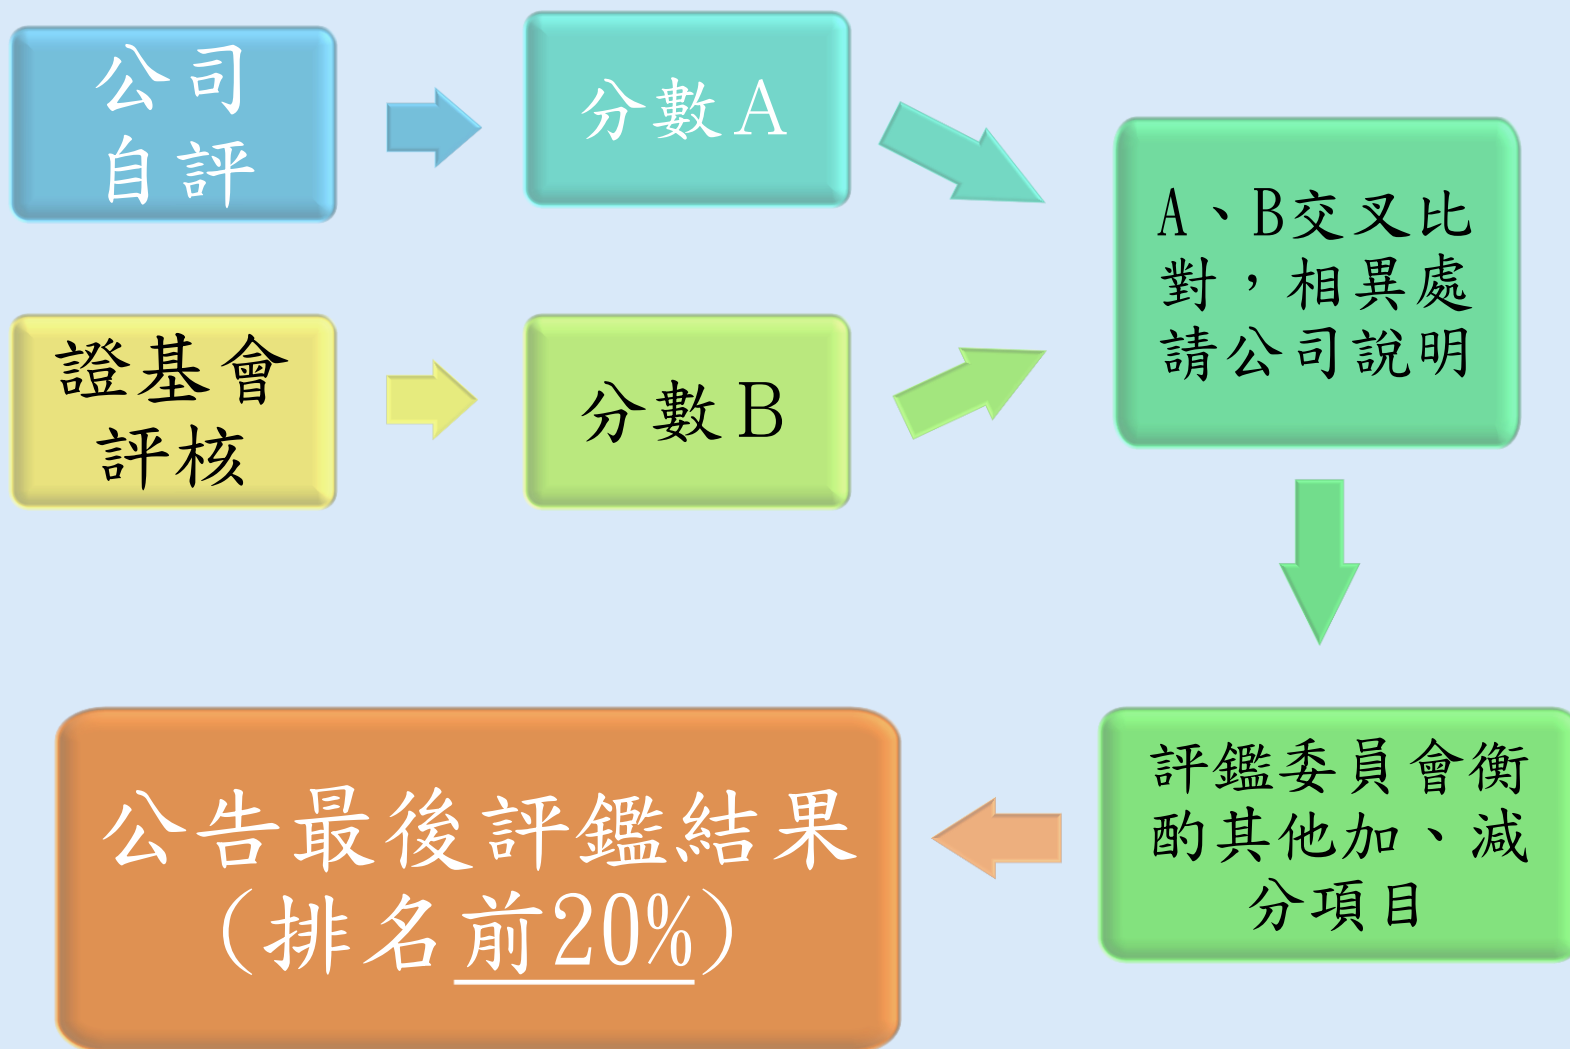 公司
自評
分數A
證基會
評核
分數B
A、B交叉比
對，相異處
請公司說明
評鑑委員會衡
酌其他加、減
分項目
公告最後評鑑結果
(排名前20%)